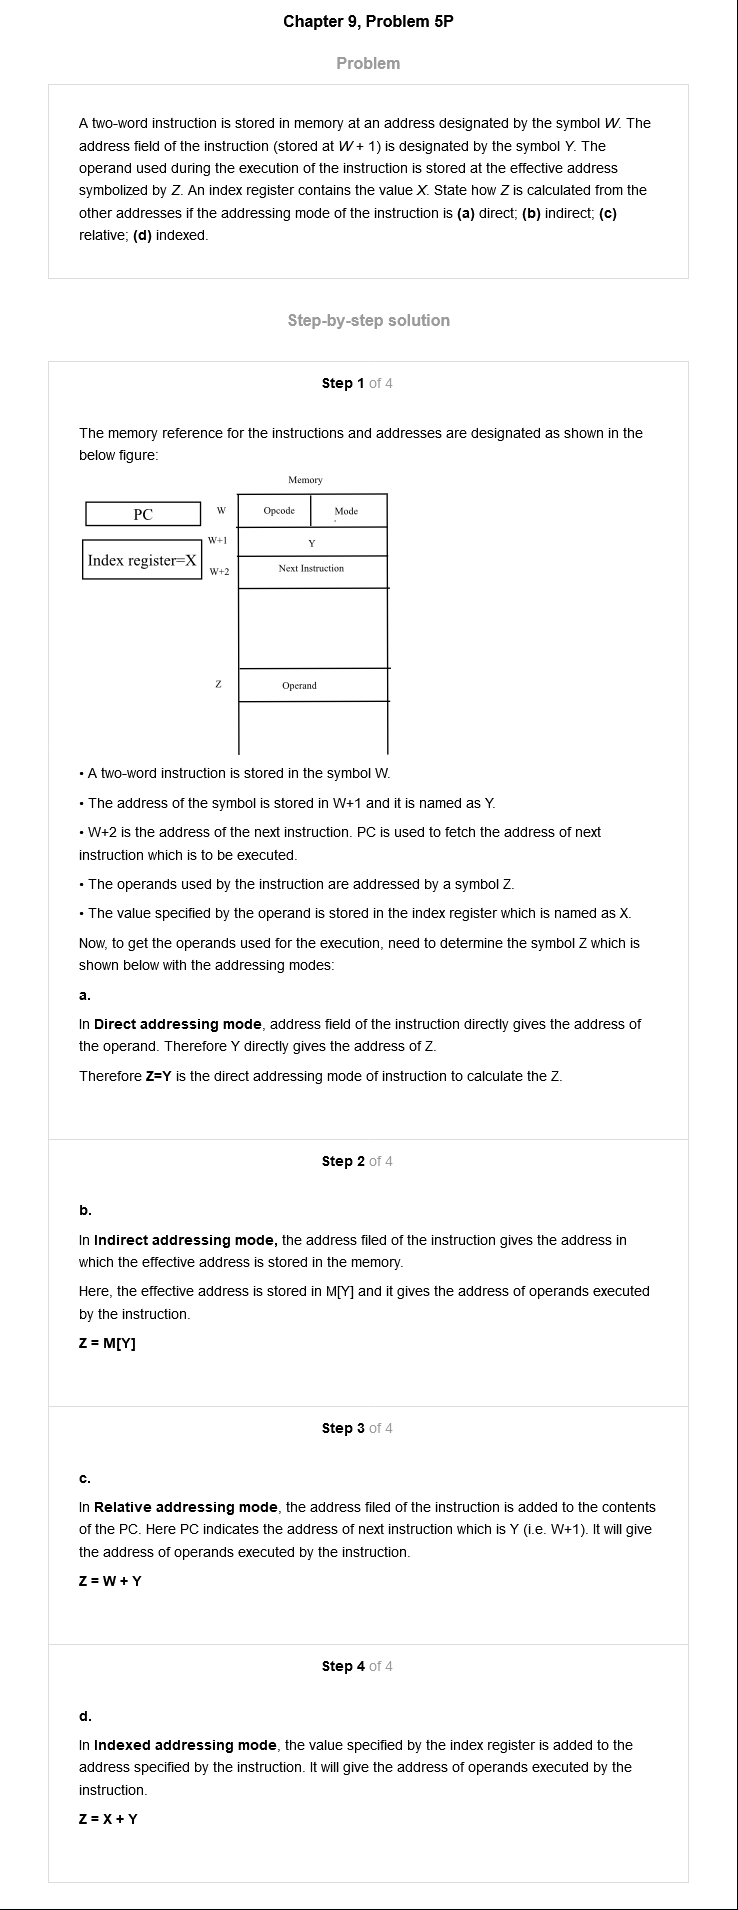 Chapter 9, Problem 5P
Problem
A two-word instruction is stored in memory at an address designated by the symbol W. The
address field of the instruction (stored at W + 1) is designated by the symbol Y. The
operand used during the execution of the instruction is stored at the effective address
symbolized by Z. An index register contains the value X. State how Z is calculated from the
other addresses if the addressing mode of the instruction is (a) direct; (b) indirect; (c)
relative; (d) indexed.
Step-by-step solution
Step 1 of 4
The memory reference for the instructions and addresses are designated as shown in the
below figure:
Memory
PC
W
Opcode
Mode
Index register=X
W+1
Y
W+2
Next Instruction
Z
Operand
• A two-word instruction is stored in the symbol W.
• The address of the symbol is stored in W+1 and it is named as Y.
• W+2 is the address of the next instruction. PC is used to fetch the address of next
instruction which is to be executed.
• The operands used by the instruction are addressed by a symbol Z.
• The value specified by the operand is stored in the index register which is named as X.
Now, to get the operands used for the execution, need to determine the symbol Z which is
shown below with the addressing modes:
a.
In Direct addressing mode, address field of the instruction directly gives the address of
the operand. Therefore Y directly gives the address of Z.
Therefore Z=Y is the direct addressing mode of instruction to calculate the Z.
Step 2 of 4
b.
In Indirect addressing mode, the address filed of the instruction gives the address in
which the effective address is stored in the memory.
Here, the effective address is stored in M[Y] and it gives the address of operands executed
by the instruction.
Z = M[Y]
Step 3 of 4
c.
In Relative addressing mode, the address filed of the instruction is added to the contents
of the PC. Here PC indicates the address of next instruction which is Y (i.e. W+1). It will give
the address of operands executed by the instruction.
Z = W + Y
Step 4 of 4
d.
In Indexed addressing mode, the value specified by the index register is added to the
address specified by the instruction. It will give the address of operands executed by the
instruction.
Z = X + Y